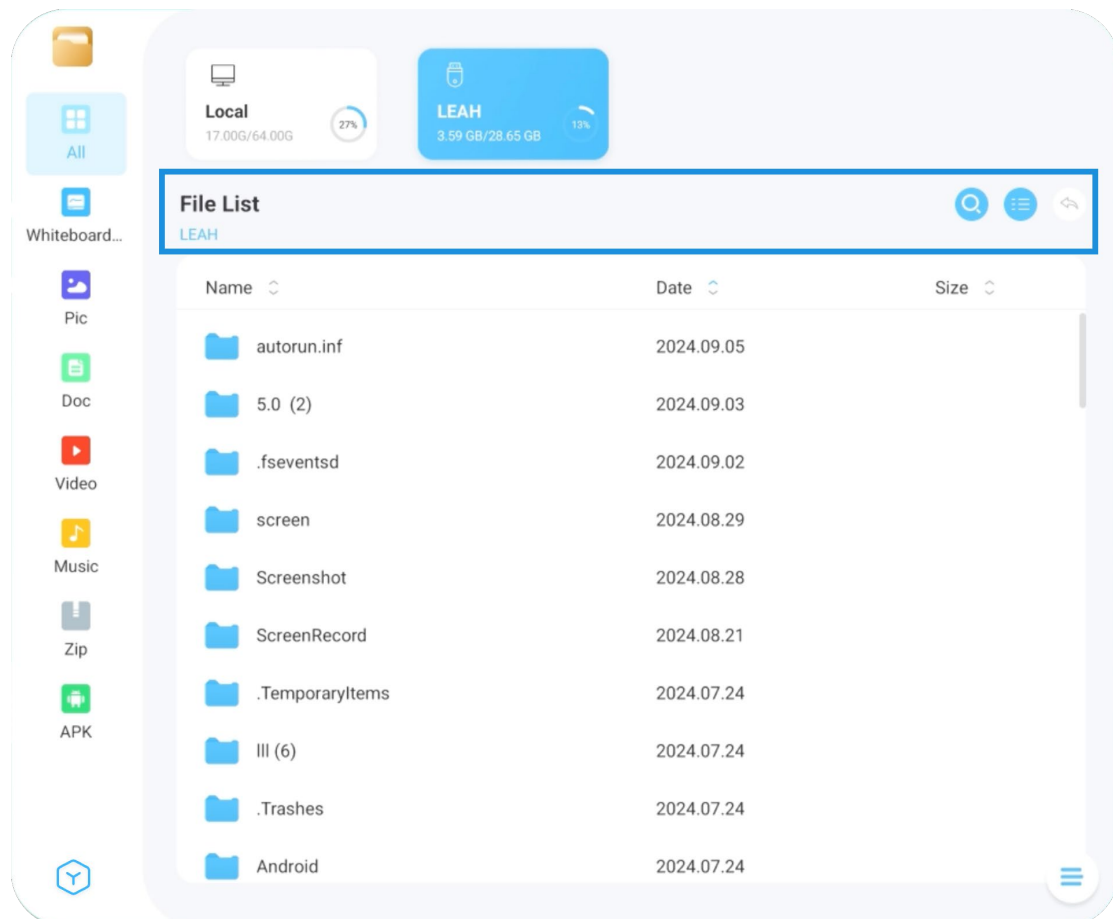 Local
17.00G/64.00G
27%
LEAH
3.59 GB/28.65 GB
13%
All
Whiteboard...
Pic
Doc
Video
Music
Zip
APK
File List
LEAH
Name Date Size
autorun.inf 2024.09.05
5.0 (2) 2024.09.03
.fseventsd 2024.09.02
screen 2024.08.29
Screenshot 2024.08.28
ScreenRecord 2024.08.21
.TemporaryItems 2024.07.24
lll (6) 2024.07.24
.Trashes 2024.07.24
Android 2024.07.24